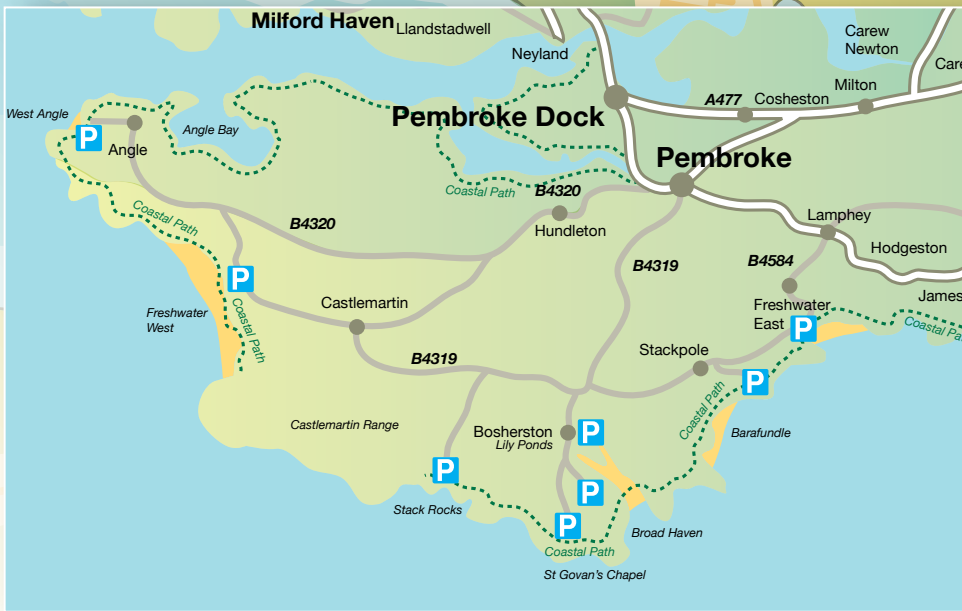 Milford Haven
Llandstadwell
Neyland
Carew
Newton
Care
Milton
A477
Cosheston
West Angle
P
Angle
Angle Bay
Pembroke Dock
Pembroke
Coastal Path
B4320
Hundleton
Coastal Path
B4320
B4319
Lamphey
Hodgeston
B4584
P
Freshwater
West
Coastal Path
Castlemartin
Freshwater
East
P
James
Coastal Pa
B4319
Stackpole
P
Coastal Path
Barafundle
Castlemartin Range
Bosherston
Lily Ponds
P
P
Stack Rocks
P
P
Broad Haven
Coastal Path
St Govan's Chapel